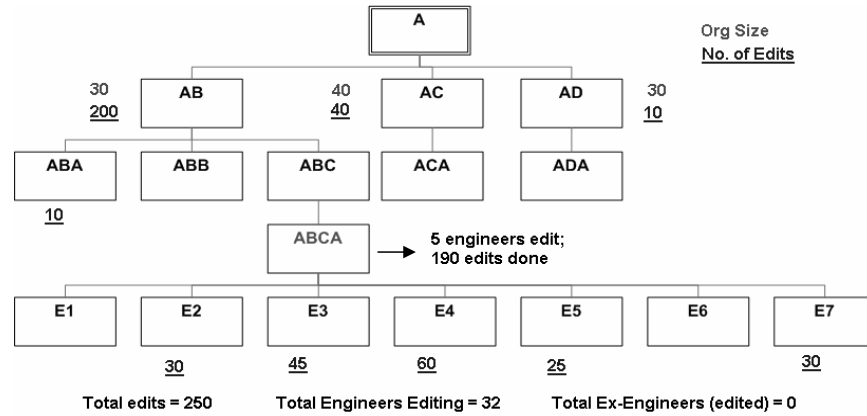 A
Org Size
No. of Edits
30
200
AB
40
40
AC
AD
30
10
ABA
ABB
ABC
ACA
ADA
10
ABCA
5 engineers edit;
190 edits done
E1
E2
E3
E4
E5
E6
E7
30
45
60
25
30
Total edits = 250
Total Engineers Editing = 32
Total Ex-Engineers (edited) = 0